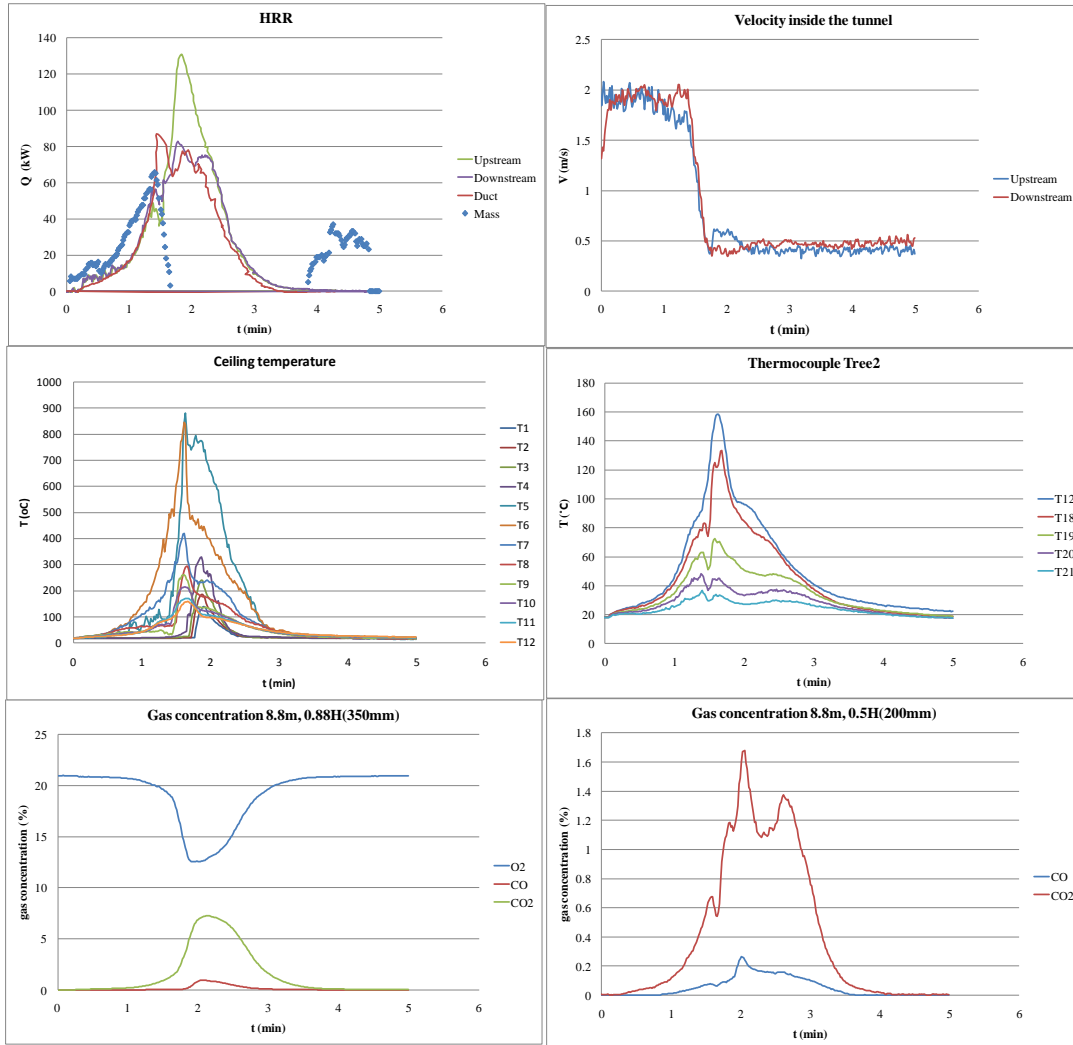 HRR
Q (kW)
140
120
100
80
60
40
20
0
0 1 2 3 4 5 6
t (min)
Upstream
Downstream
Duct
Mass
Velocity inside the tunnel
V (m/s)
2.5
2
1.5
1
0.5
0
0 1 2 3 4 5 6
t (min)
Upstream
Downstream
Ceiling temperature
T (oC)
1000
900
800
700
600
500
400
300
200
100
0
0 1 2 3 4 5 6
t (min)
T1
T2
T3
T4
T5
T6
T7
T8
T9
T10
T11
T12
Thermocouple Tree2
T (℃)
180
160
140
120
100
80
60
40
20
0
0 1 2 3 4 5 6
t (min)
T12
T18
T19
T20
T21
Gas concentration 8.8m, 0.88H(350mm)
gas concentration (%)
25
20
15
10
5
0
0 1 2 3 4 5 6
t (min)
O2
CO
CO2
Gas concentration 8.8m, 0.5H(200mm)
gas concentration (%)
1.8
1.6
1.4
1.2
1
0.8
0.6
0.4
0.2
0
0 1 2 3 4 5 6
t (min)
CO
CO2